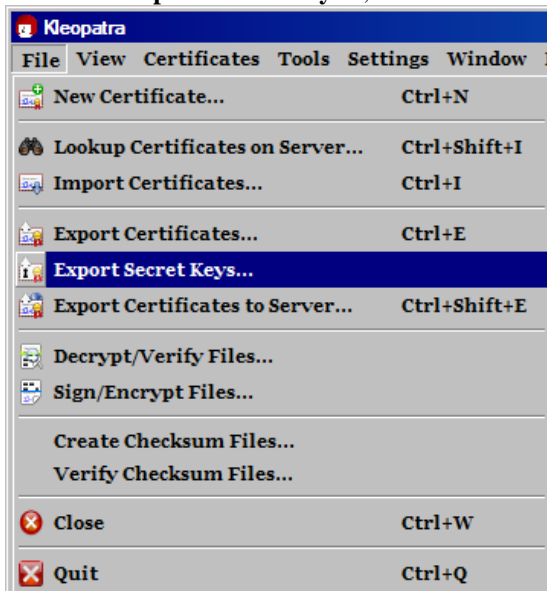 Kleopatra
File View Certificates Tools Settings Window
New Certificate... Ctrl+N
Lookup Certificates on Server... Ctrl+Shift+I
Import Certificates... Ctrl+I
Export Certificates... Ctrl+E
Export Secret Keys...
Export Certificates to Server... Ctrl+Shift+E
Decrypt/Verify Files...
Sign/Encrypt Files...
Create Checksum Files...
Verify Checksum Files...
Close Ctrl+W
Quit Ctrl+Q